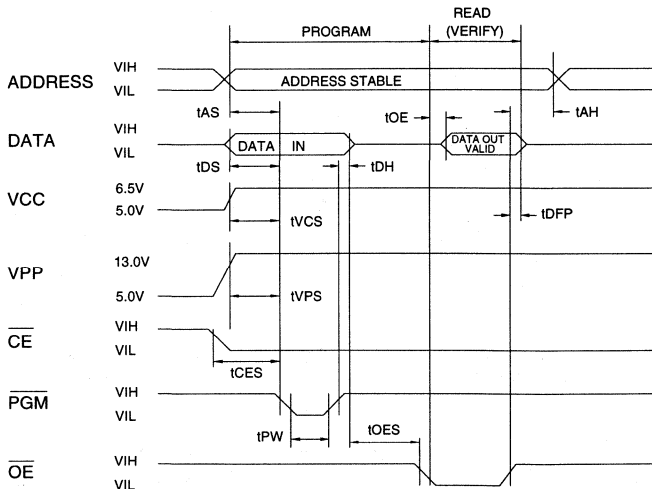 PROGRAM
READ
(VERIFY)
ADDRESS
VIH
VIL
ADDRESS STABLE
tAS
tOE
tAH
DATA
VIH
VIL
DATA IN
DATA OUT
VALID
tDS
tDH
VCC
6.5V
5.0V
tVCS
tDFP
VPP
13.0V
5.0V
tVPS
CE
VIH
VIL
tCES
PGM
VIH
VIL
tPW
tOES
OE
VIH
VIL